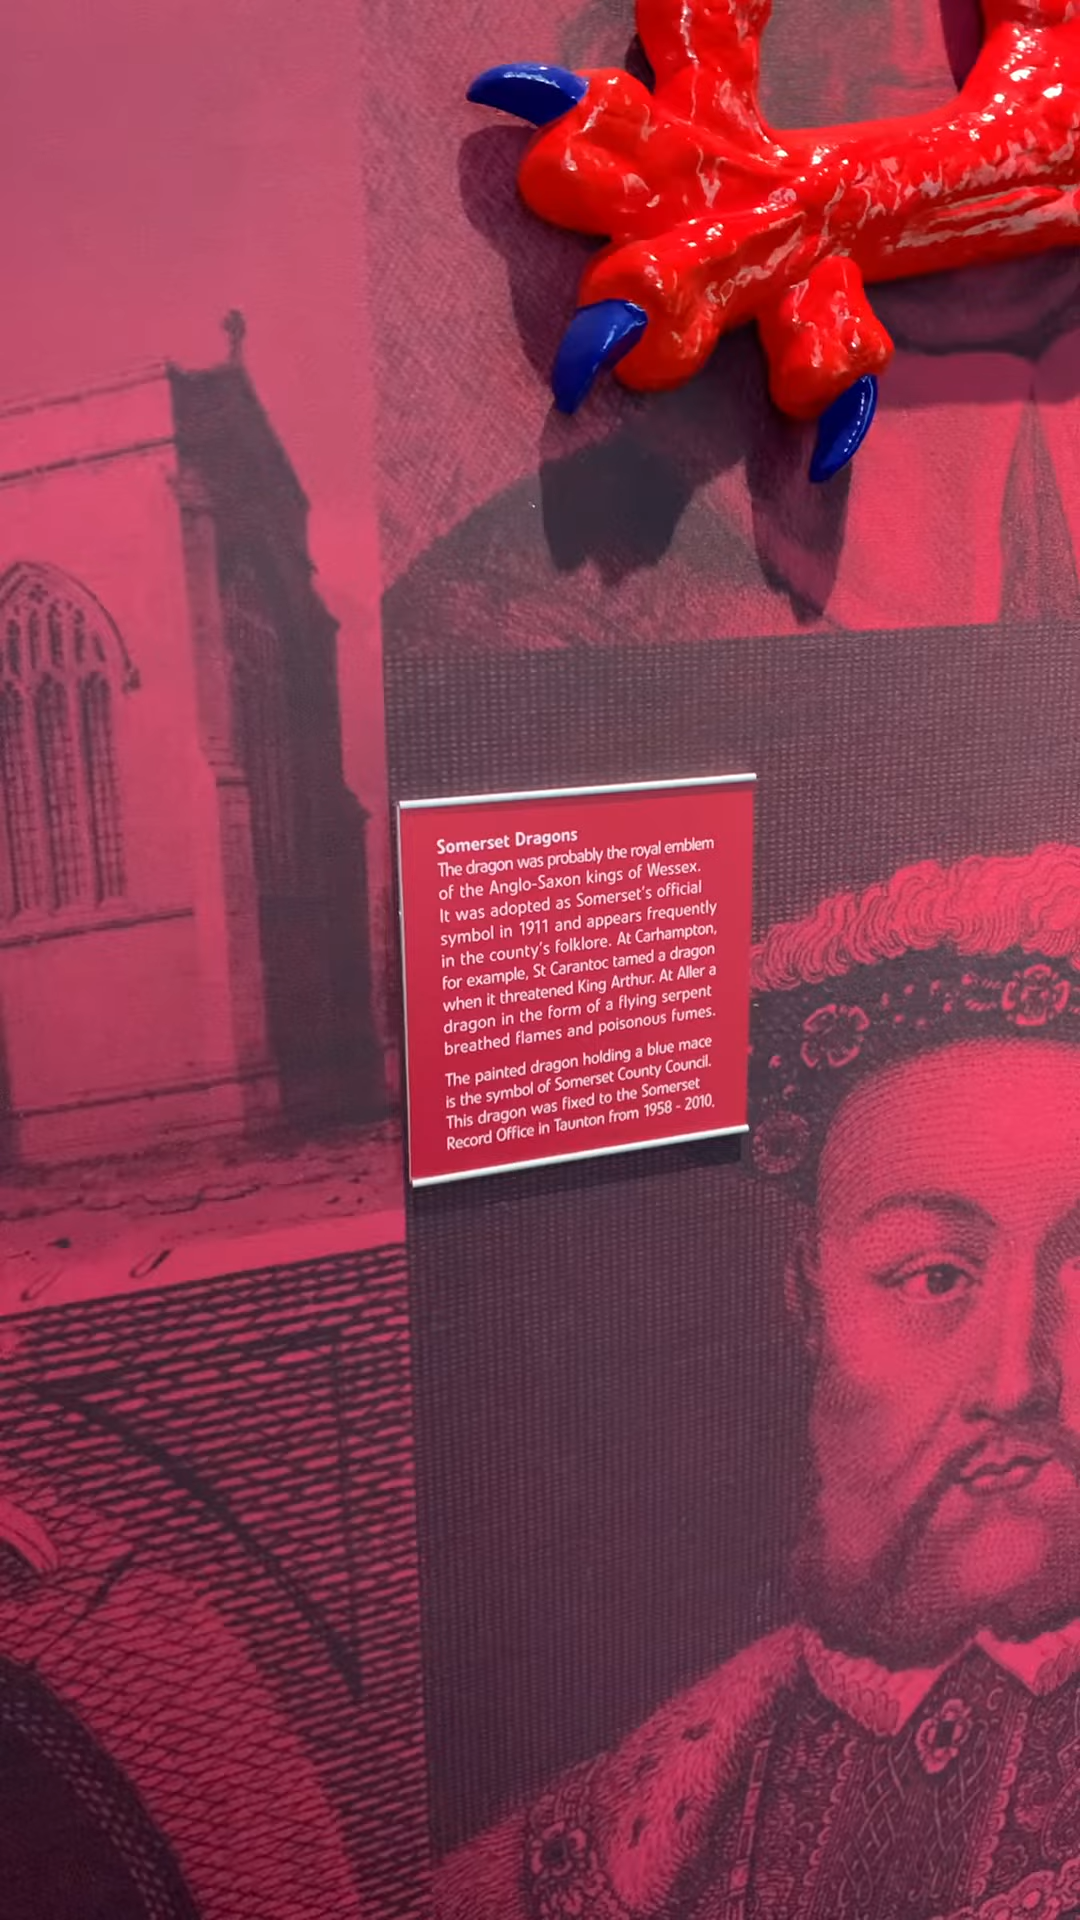 Somerset Dragons
The dragon was probably the royal emblem
of the Anglo-Saxon kings of Wessex.
It was adopted as Somerset's official
symbol in 1911 and appears frequently
in the county's folklore. At Carhampton,
for example, St Carantoc tamed a dragon
when it threatened King Arthur. At Aller a
dragon in the form of a flying serpent
breathed flames and poisonous fumes.
The painted dragon holding a blue mace
is the symbol of Somerset County Council.
This dragon was fixed to the Somerset
Record Office in Taunton from 1958 - 2010.